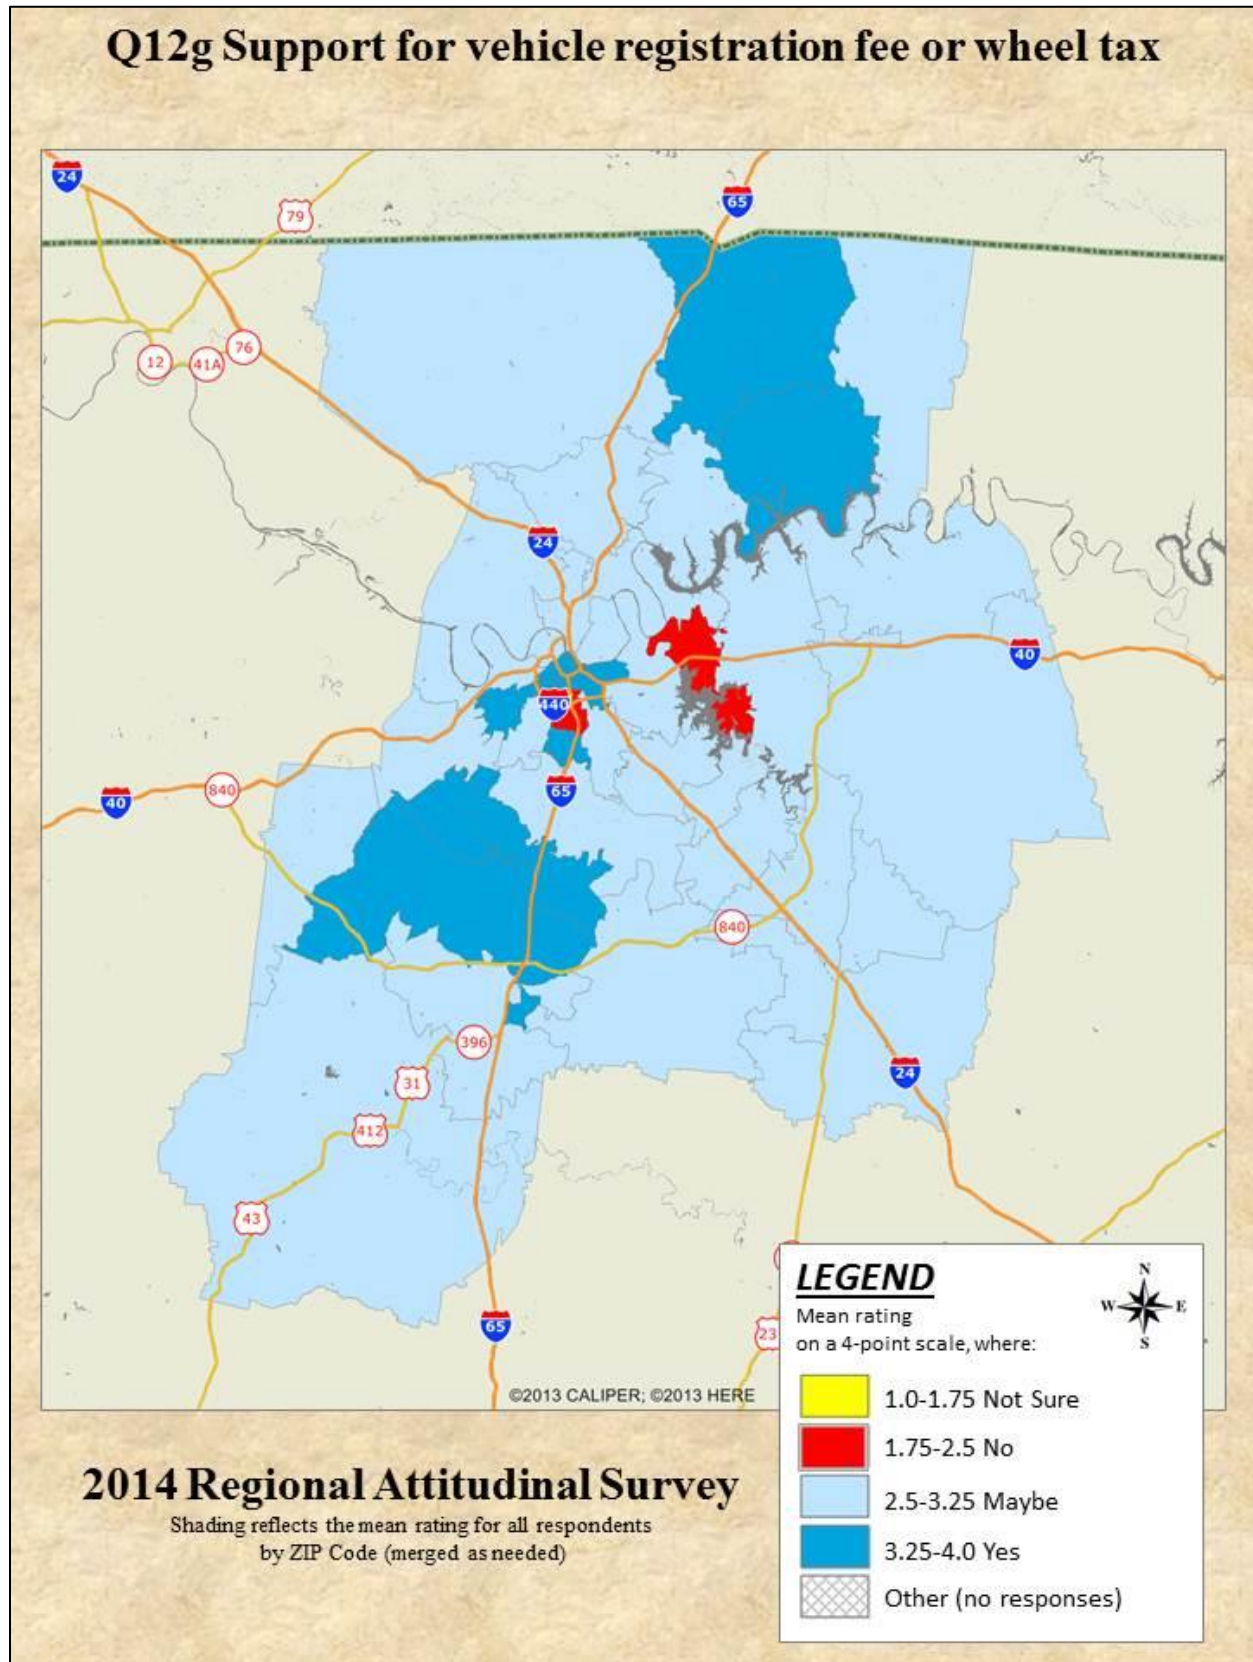 Q12g Support for vehicle registration fee or wheel tax
24
65
79
76
12
41A
24
40
440
840
65
40
840
396
31
24
412
43
65
23
©2013 CALIPER; ©2013 HERE
LEGEND
Mean rating
on a 4-point scale, where:
N
W E
S
1.0-1.75 Not Sure
1.75-2.5 No
2.5-3.25 Maybe
3.25-4.0 Yes
Other (no responses)
2014 Regional Attitudinal Survey
Shading reflects the mean rating for all respondents
by ZIP Code (merged as needed)